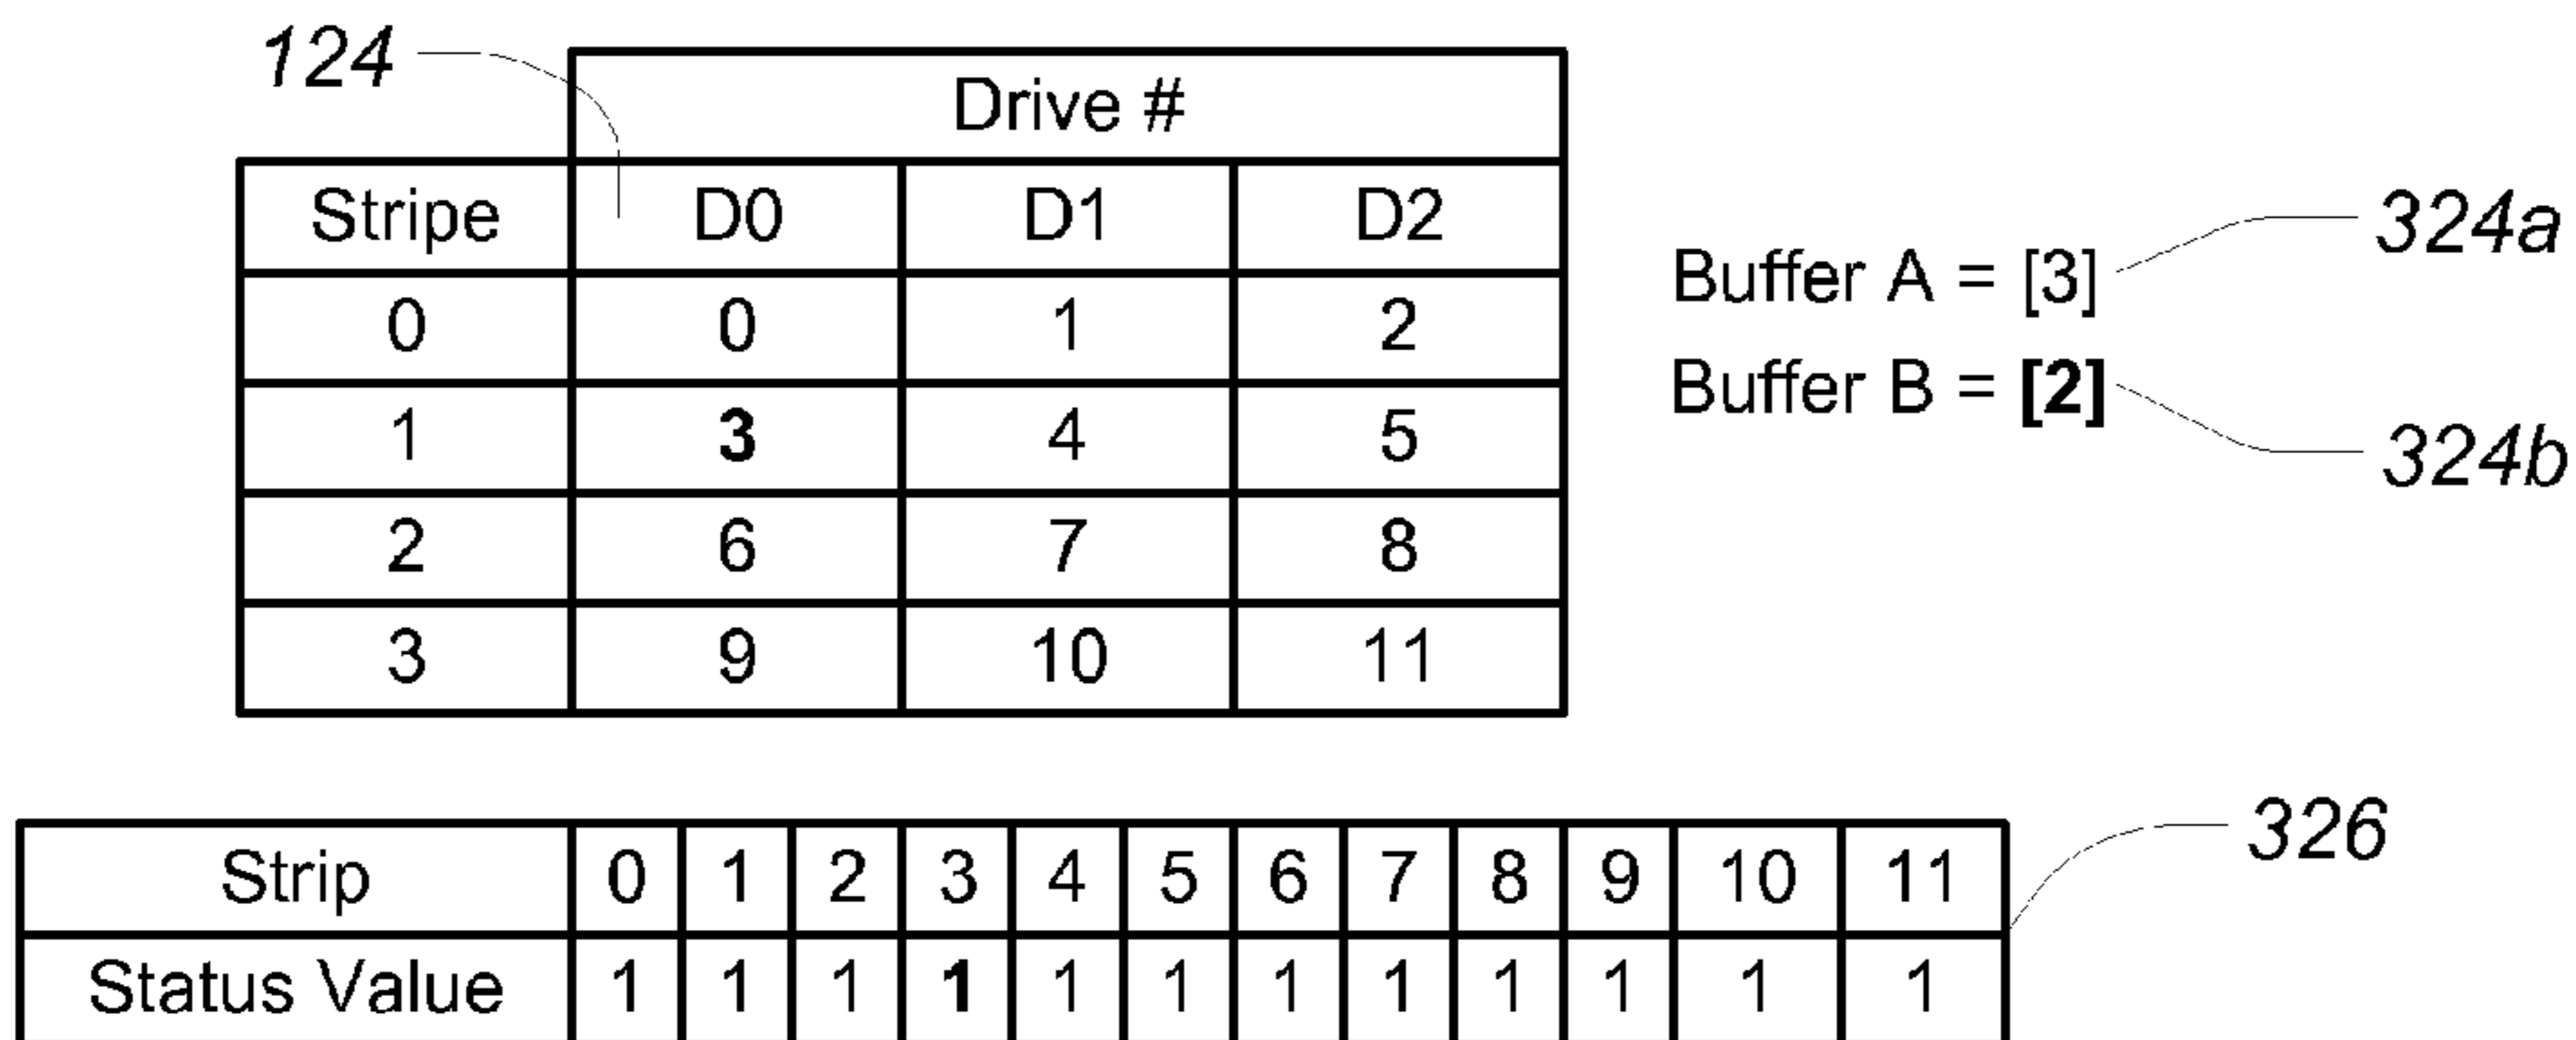 124
Drive #
Stripe D0 D1 D2
0 0 1 2
1 3 4 5
2 6 7 8
3 9 10 11
Buffer A = [3]
324a
Buffer B = [2]
324b
326
Strip 0 1 2 3 4 5 6 7 8 9 10 11
Status Value 1 1 1 1 1 1 1 1 1 1 1 1